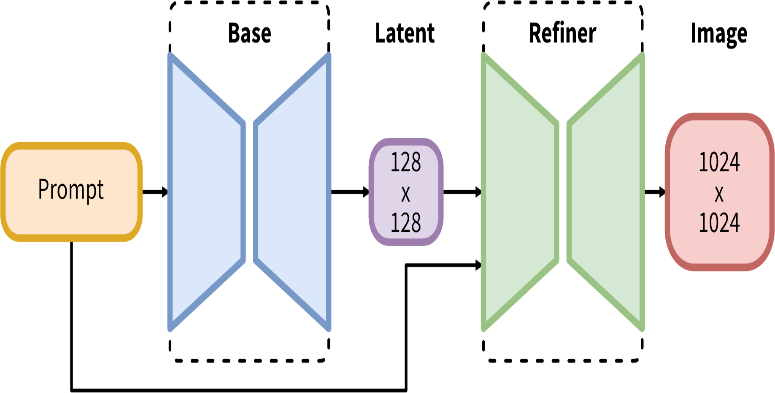 Base
Latent
Refiner
Image
Prompt
128
x
128
1024
x
1024